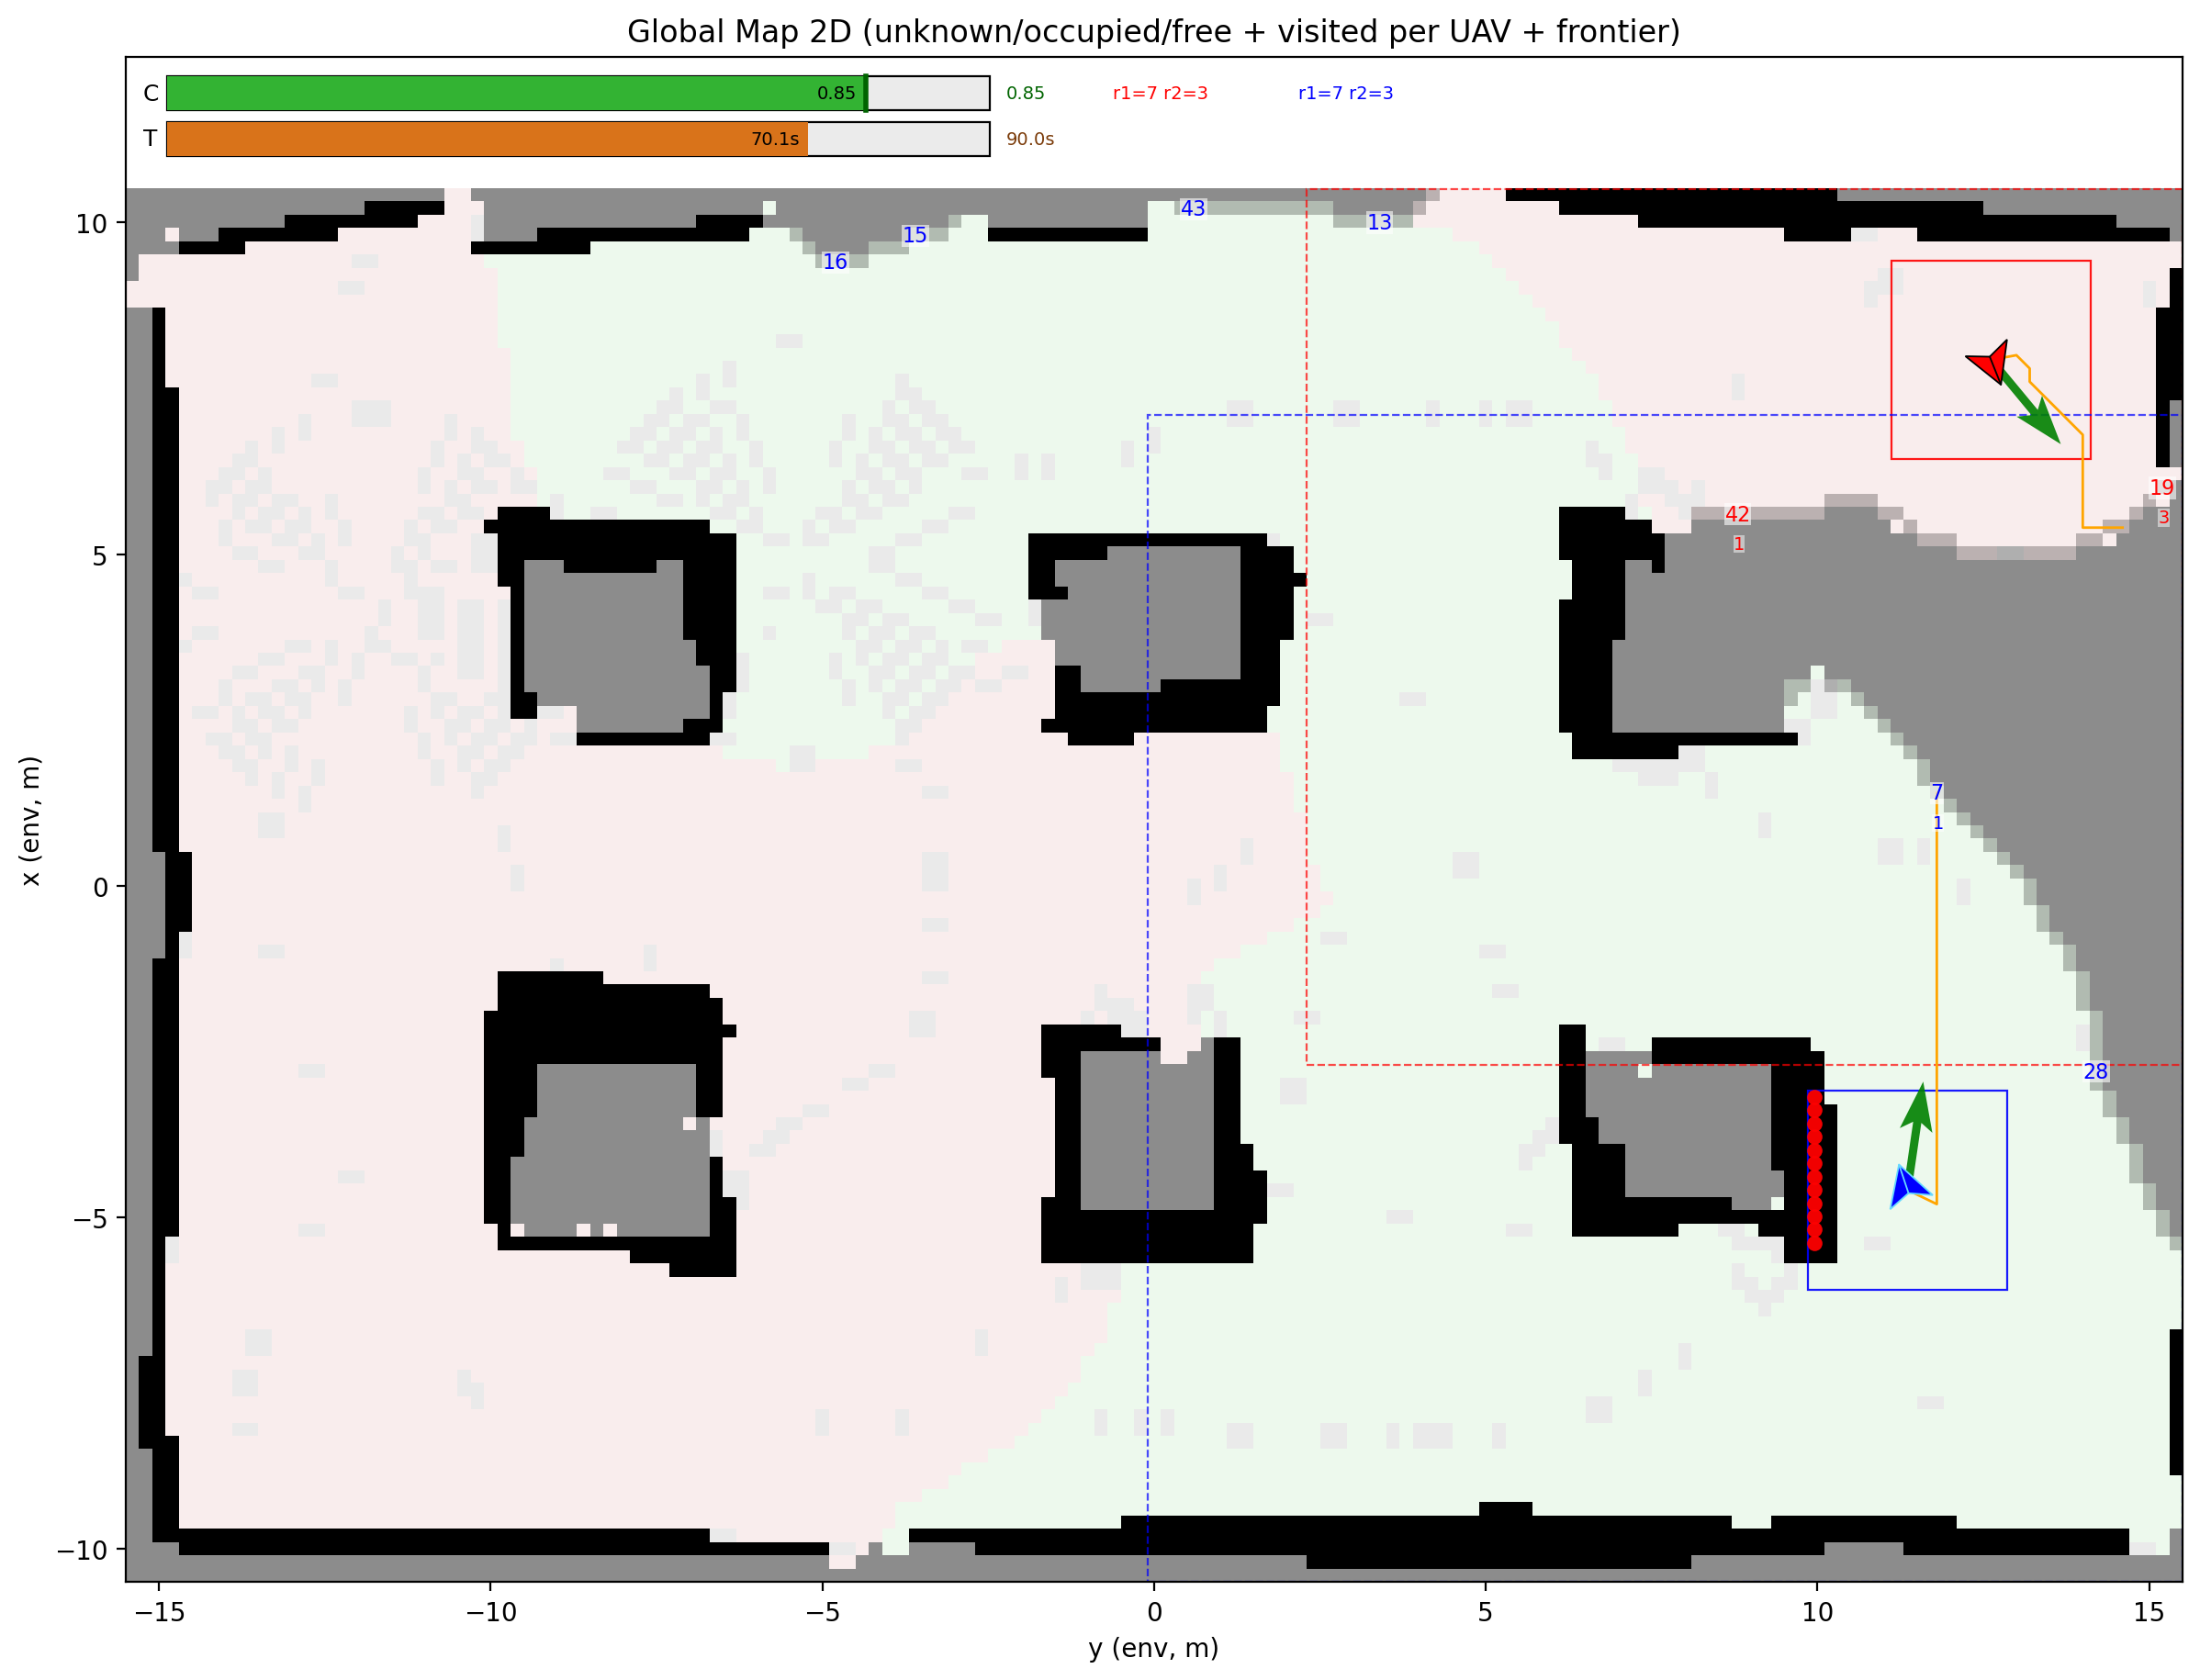 Global Map 2D (unknown/occupied/free + visited per UAV + frontier)
C 0.85 0.85 r1=7 r2=3 r1=7 r2=3
T 70.1s 90.0s
10
5
0
−5
−10
43
13
15
16
19
3
42
1
7
1
28
x (env, m)
−15 −10 −5 0 5 10 15
y (env, m)